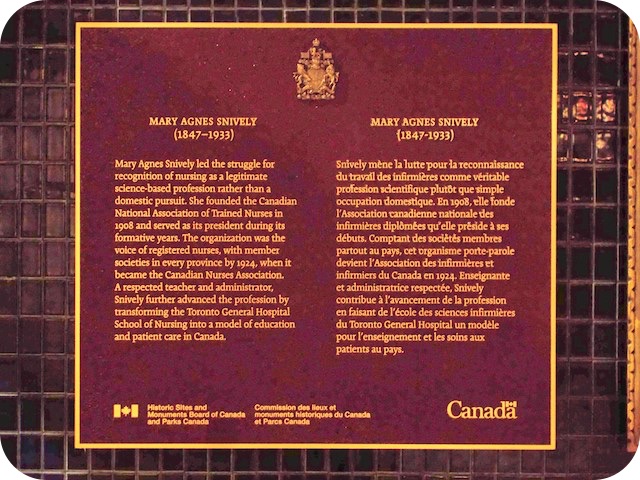 MARY AGNES SNIVELY
(1847–1933)
Mary Agnes Snively led the struggle for
recognition of nursing as a legitimate
science-based profession rather than a
domestic pursuit. She founded the Canadian
National Association of Trained Nurses in
1908 and served as its president during its
formative years. The organization was the
voice of registered nurses, with member
societies in every province by 1924, when it
became the Canadian Nurses Association.
A respected teacher and administrator,
Snively further advanced the profession by
transforming the Toronto General Hospital
School of Nursing into a model of education
and patient care in Canada.
MARY AGNES SNIVELY
(1847-1933)
Snively mène la lutte pour la reconnaissance
du travail des infirmières comme véritable
profession scientifique plutôt que simple
occupation domestique. En 1908, elle fonde
l'Association canadienne nationale des
infirmières diplômées qu'elle préside à ses
débuts. Comptant des sociétés membres
partout au pays, cet organisme porte-parole
devient l'Association des infirmières et
infirmiers du Canada en 1924. Enseignante
et administratrice respectée, Snively
contribue à l'avancement de la profession
en faisant de l'école des sciences infirmières
du Toronto General Hospital un modèle
pour l'enseignement et les soins aux
patients au pays.
Historic Sites and
Monuments Board of Canada
and Parks Canada
Commission des lieux et
monuments historiques du Canada
et Parcs Canada
Canada